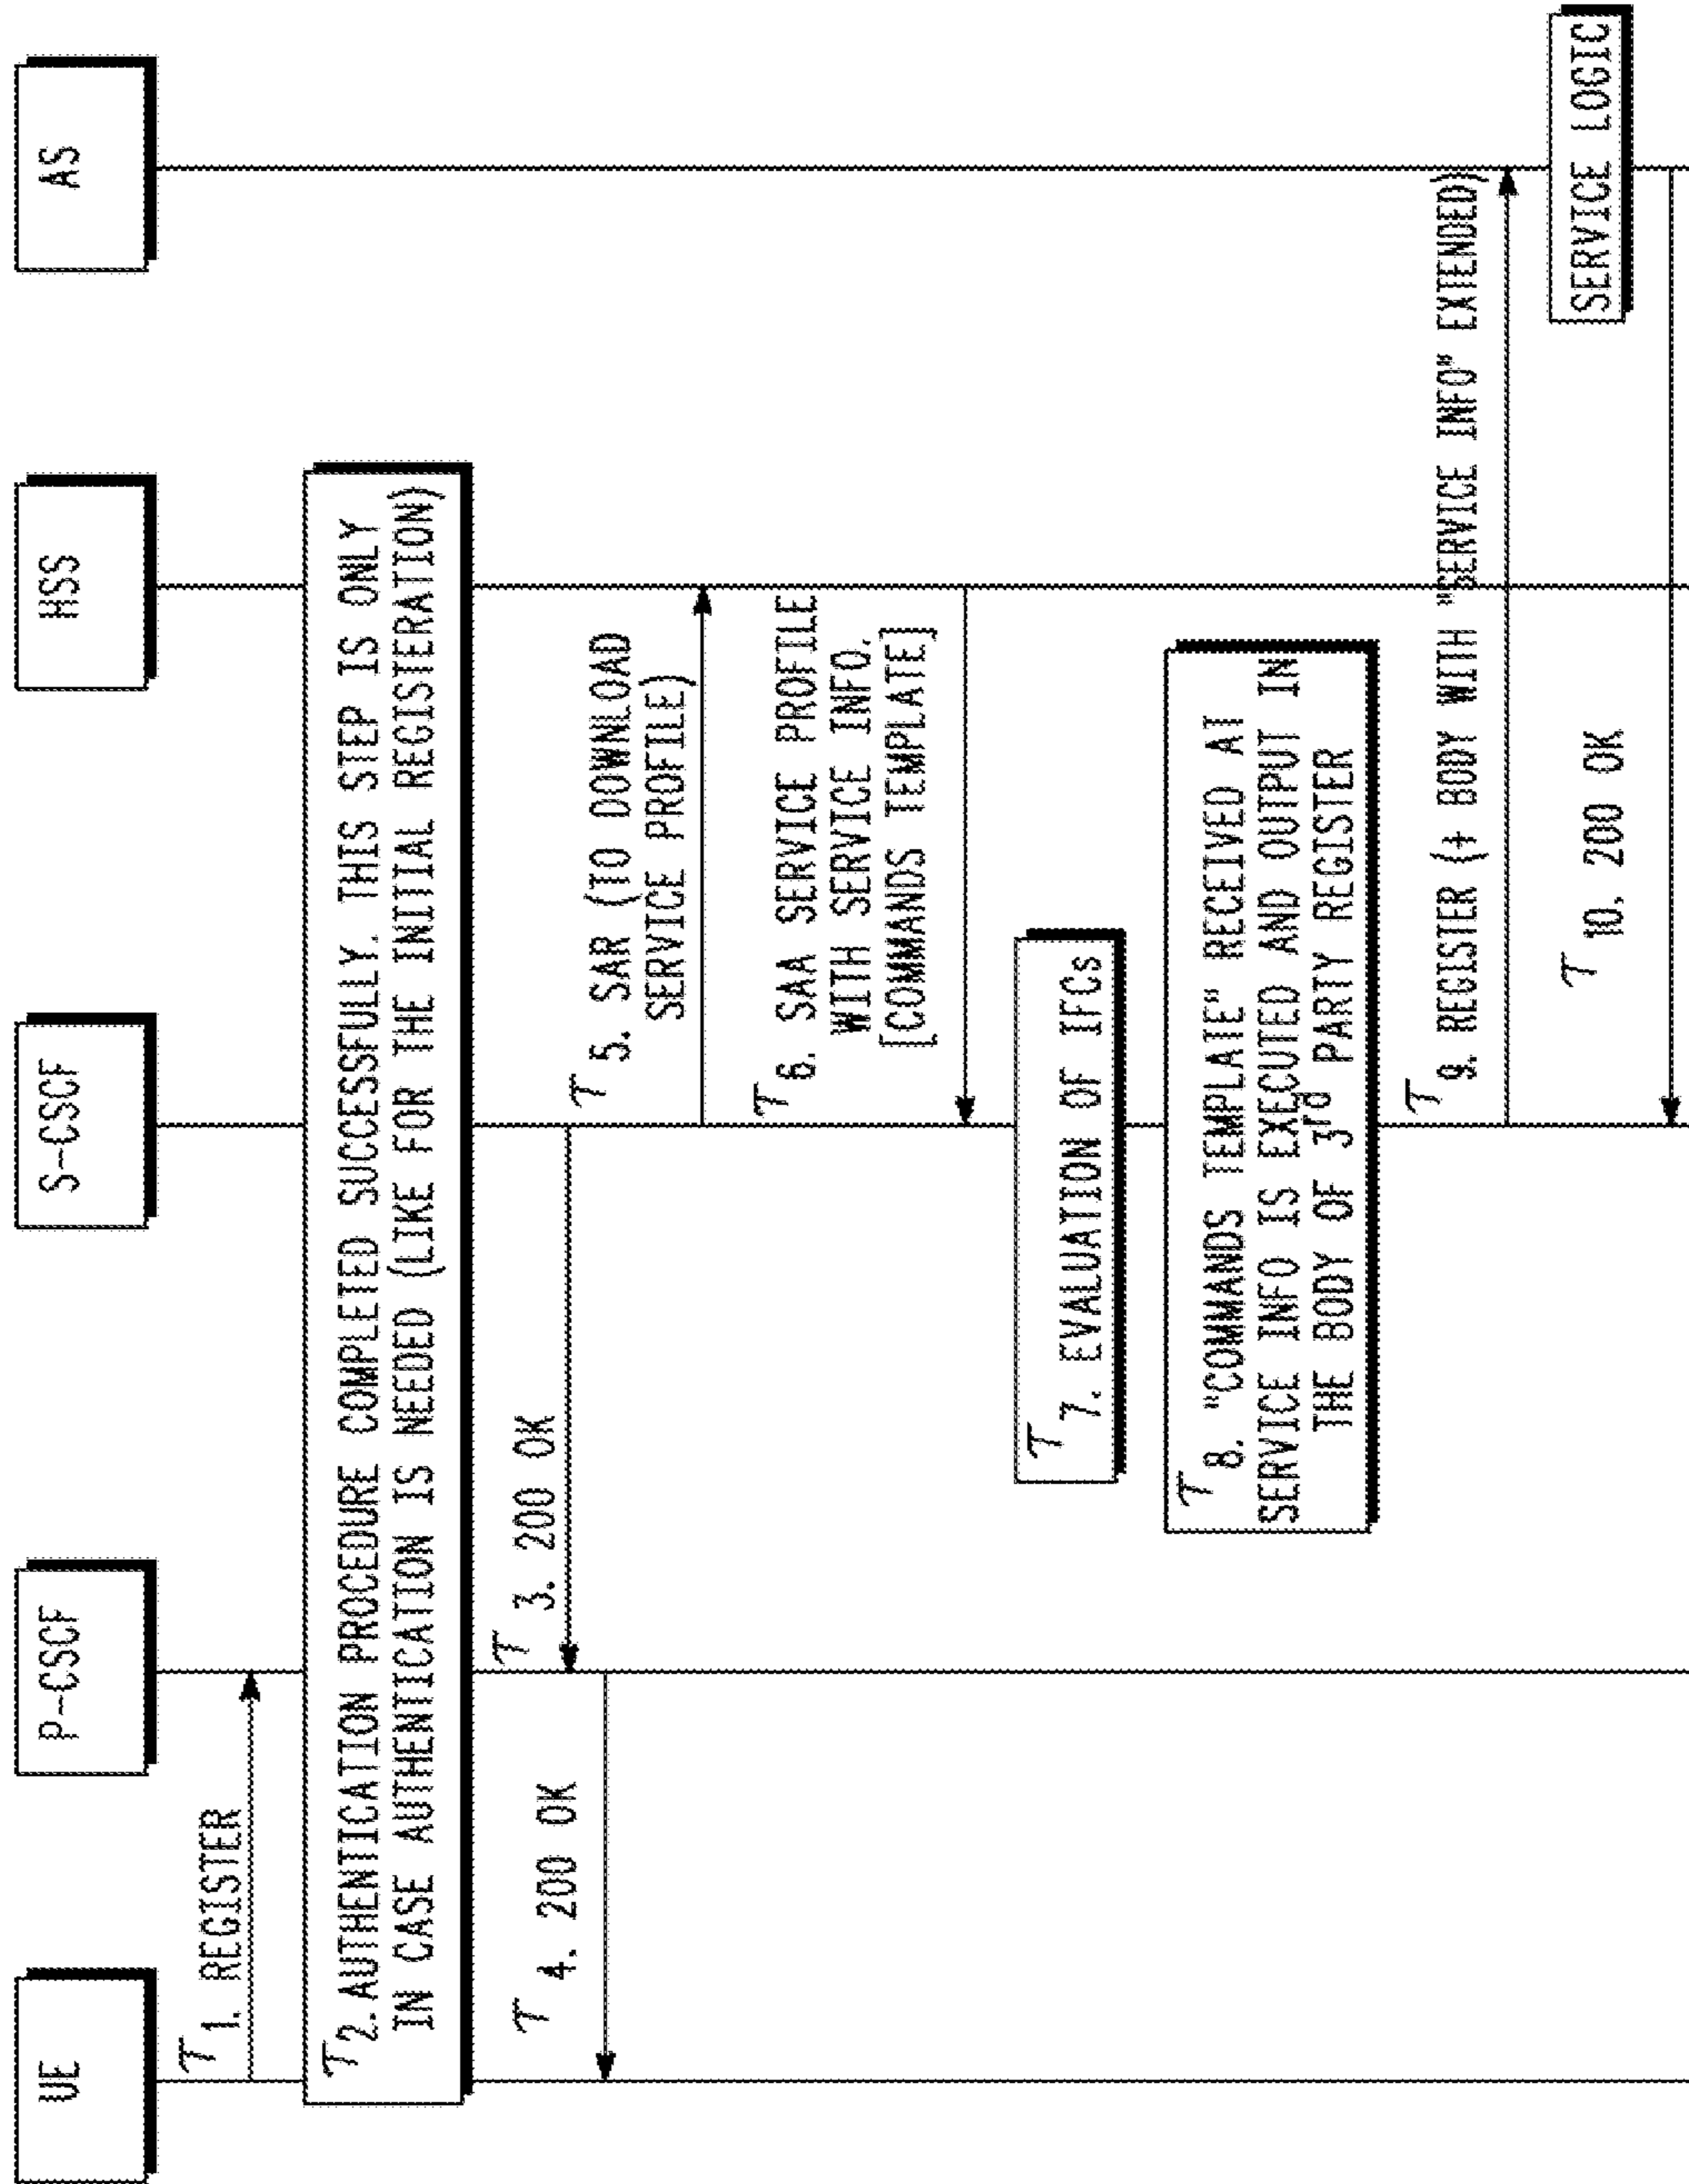 UE
P-CSCF
S-CSCF
HSS
AS
1. REGISTER
2. AUTHENTICATION PROCEDURE COMPLETED SUCCESSFULLY. THIS STEP IS ONLY
IN CASE AUTHENTICATION IS NEEDED (LIKE FOR THE INITIAL REGISTERATION)
3. 200 OK
4. 200 OK
5. SAR (TO DOWNLOAD
SERVICE PROFILE)
6. SAA SERVICE PROFILE
WITH SERVICE INFO.
[COMMANDS TEMPLATE]
7. EVALUATION OF IFCs
8. "COMMANDS TEMPLATE" RECEIVED AT
SERVICE INFO IS EXECUTED AND OUTPUT IN
THE BODY OF 3rd PARTY REGISTER
9. REGISTER (+ BODY WITH "SERVICE INFO" EXTENDED)
SERVICE LOGIC
10. 200 OK